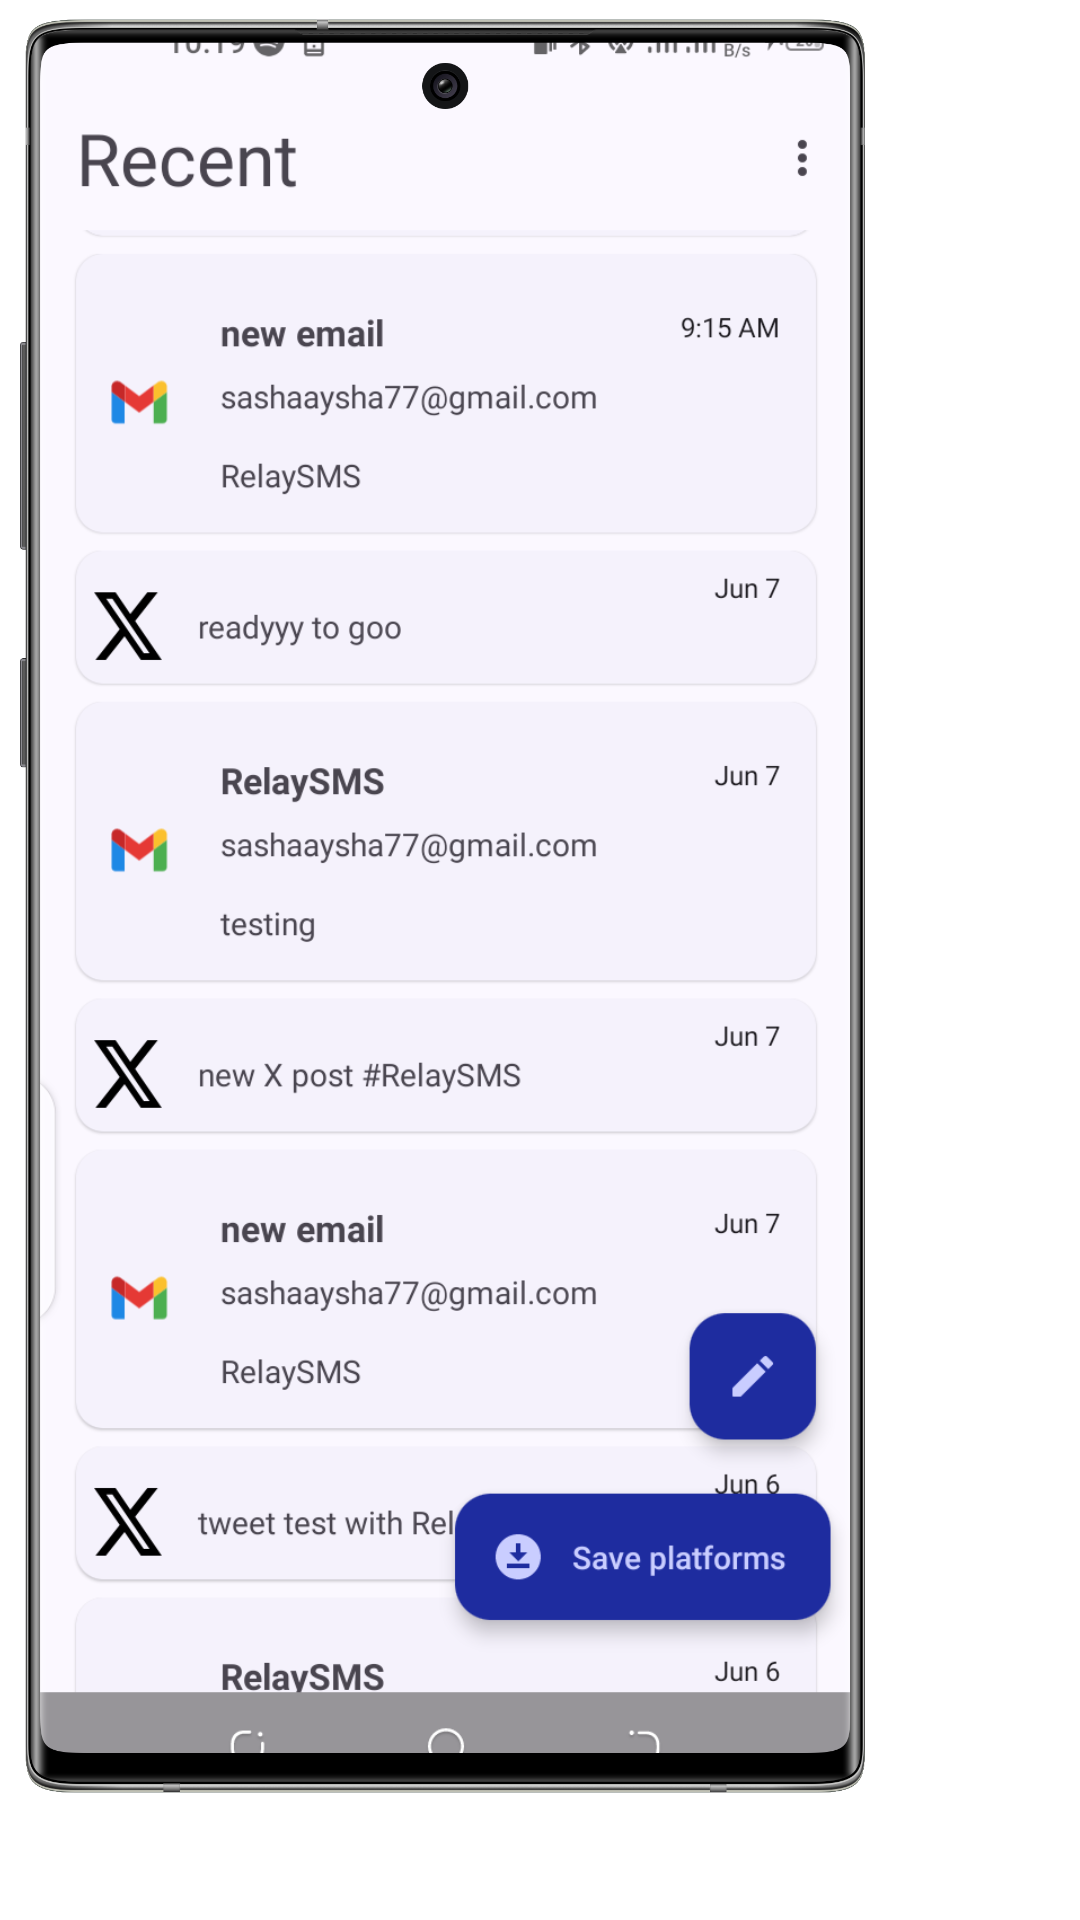 10:19
B/s
Recent
new email
9:15 AM
sashaaysha77@gmail.com
RelaySMS
Jun 7
readyyy to goo
RelaySMS
Jun 7
sashaaysha77@gmail.com
testing
Jun 7
new X post #RelaySMS
new email
Jun 7
sashaaysha77@gmail.com
RelaySMS
Jun 6
tweet test with
Save platforms
RelaySMS
Jun 6